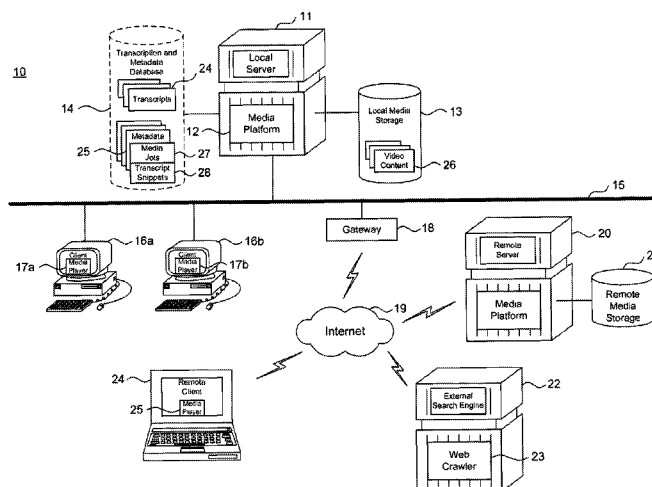 10
11
Transcription and
Metadata
Database
24
Transcripts
14
Metadata
25
Media
Jots
27
Transcript
Snippets
28
Local
Server
12
Media
Platform
Local Media
Storage
13
Video
Content
26
15
16a
Client
Media
Player
17a
16b
Client
Media
Player
17b
Gateway
18
20
Remote
Server
Media
Platform
2
Remote
Media
Storage
19
Internet
24
Remote
Client
25
Media
Player
22
External
Search Engine
Web
Crawler
23